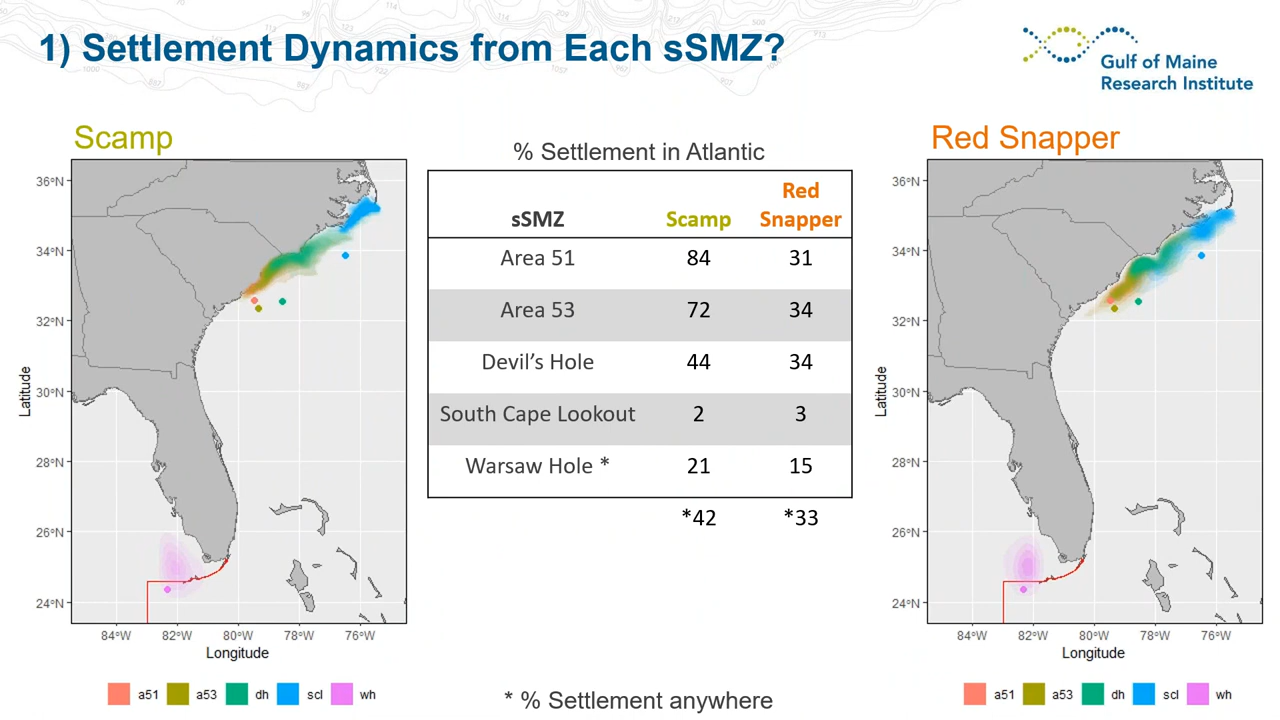 1) Settlement Dynamics from Each sSMZ?
Gulf of Maine
Research Institute
Scamp
36°N
34°N
32°N
30°N
28°N
26°N
24°N
Latitude
84°W 82°W 80°W 78°W 76°W
Longitude
a51 a53 dh scl wh
% Settlement in Atlantic
sSMZ Scamp Red Snapper
Area 51 84 31
Area 53 72 34
Devil's Hole 44 34
South Cape Lookout 2 3
Warsaw Hole * 21 15
*42 *33
* % Settlement anywhere
Red Snapper
36°N
34°N
32°N
30°N
28°N
26°N
24°N
Latitude
84°W 82°W 80°W 78°W 76°W
Longitude
a51 a53 dh scl wh